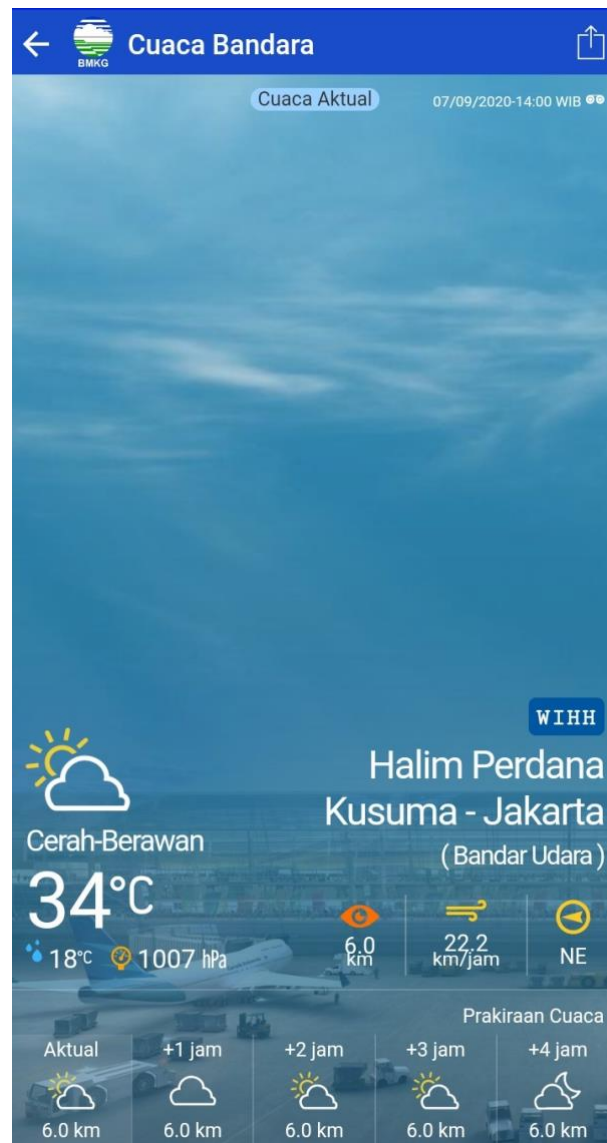 BMKG
Cuaca Bandara
Cuaca Aktual
07/09/2020-14:00 WIB
WIHH
Halim Perdana
Kusuma - Jakarta
( Bandar Udara )
Cerah-Berawan
34°C
18°C 1007 hPa
6.0
km
22.2
km/jam
NE
Prakiraan Cuaca
Aktual +1 jam +2 jam +3 jam +4 jam
6.0 km 6.0 km 6.0 km 6.0 km 6.0 km